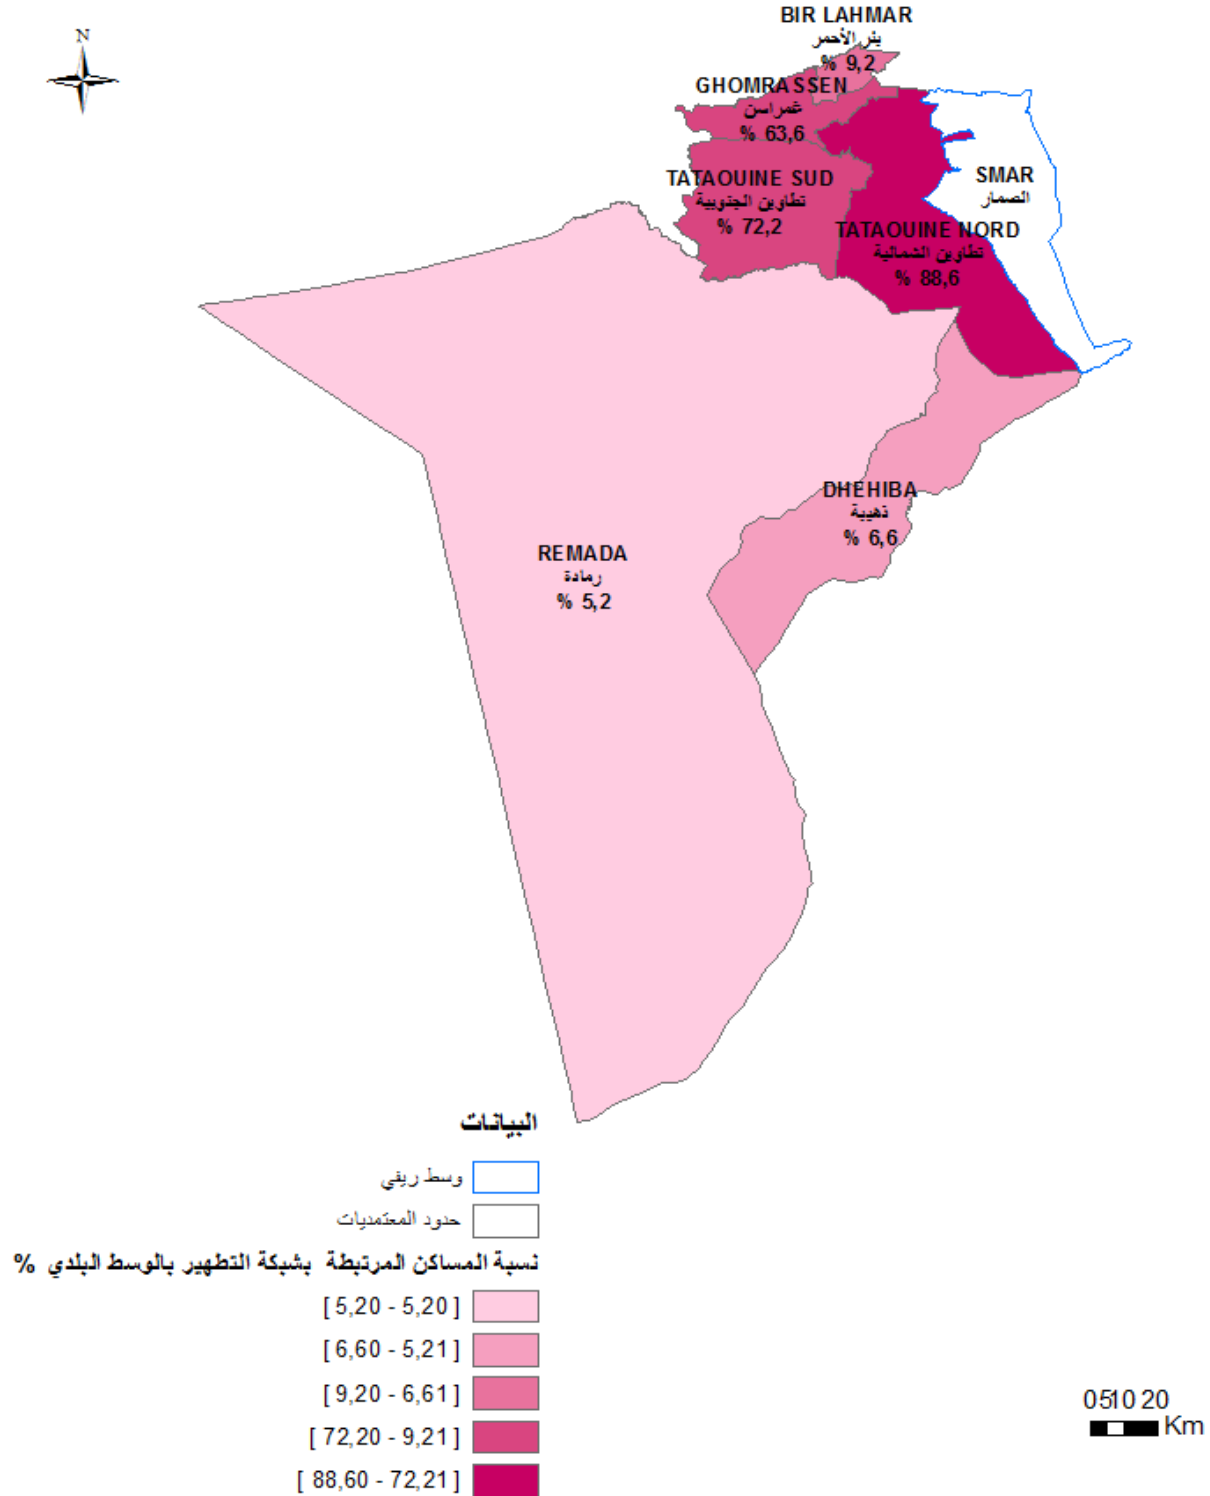 N
BIR LAHMAR
بئر الأحمر
% 9,2
GHOMRASSEN
غمراسن
% 63,6
TATAOUINE SUD
تطاوين الجنوبية
% 72,2
SMAR
الصمار
TATAOUINE NORD
تطاوين الشمالية
% 88,6
DHEHIBA
ذهيبة
% 6,6
REMADA
رمادة
% 5,2
البيانات
وسط ريفي
حدود المعتمديات
نسبة المساكن المرتبطة بشبكة التطهير بالوسط البلدي %
[ 5,20 - 5,20 ]
[ 6,60 - 5,21 ]
[ 9,20 - 6,61 ]
[ 72,20 - 9,21 ]
[ 88,60 - 72,21 ]
0 5 10 20
Km